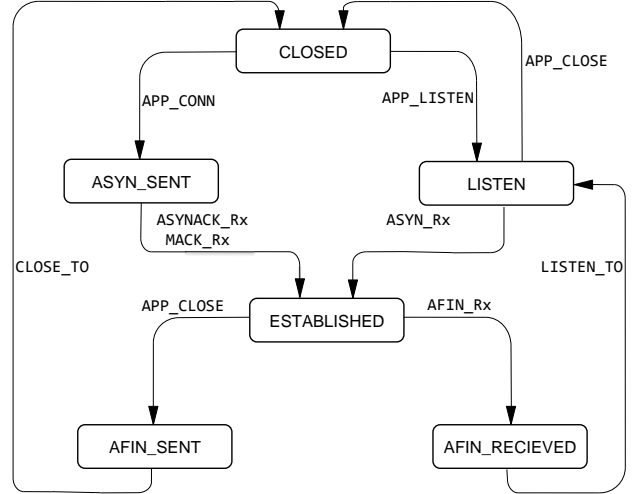 CLOSED
APP_CLOSE
APP_CONN
APP_LISTEN
ASYN_SENT
LISTEN
ASYNACK_Rx
MACK_Rx
ASYN_Rx
CLOSE_TO
LISTEN_TO
APP_CLOSE
ESTABLISHED
AFIN_Rx
AFIN_SENT
AFIN_RECIEVED